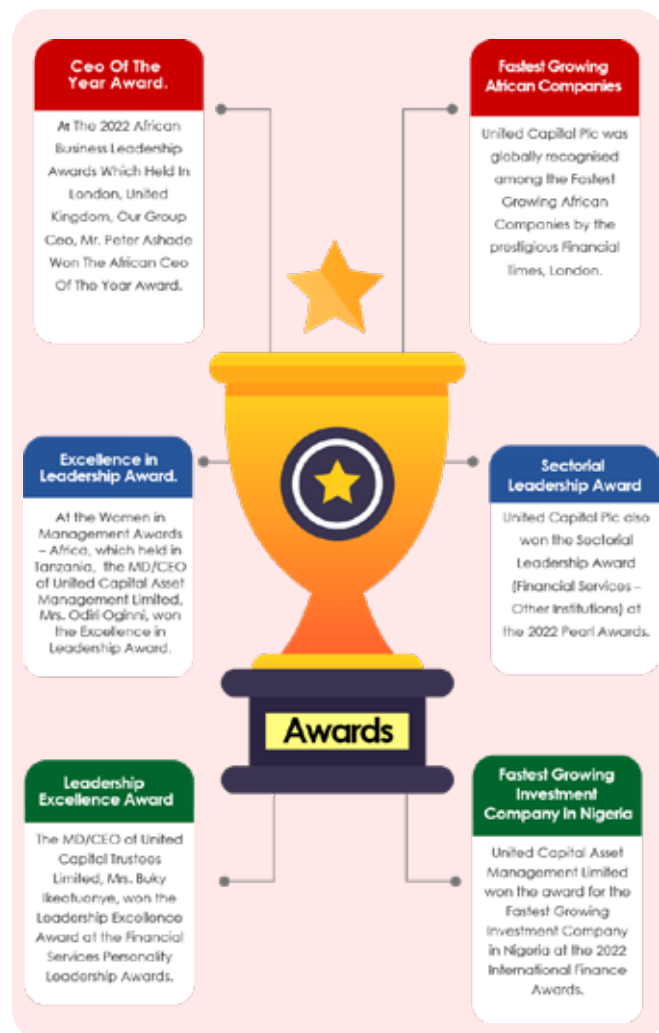 Ceo Of The
Year Award.
At The 2022 African
Business Leadership
Awards Which Held In
London, United
Kingdom, Our Group
Ceo, Mr. Peter Ashade
Won The African Ceo
Of The Year Award.
Fastest Growing
African Companies
United Capital Plc was
globally recognised
among the Fastest
Growing African
Companies by the
prestigious Financial
Times, London.
Excellence in
Leadership Award.
At the Women in
Management Awards
– Africa, which held in
Tanzania, the MD/CEO
of United Capital Asset
Management Limited,
Mrs. Odiri Oginni, won
the Excellence in
Leadership Award.
Sectorial
Leadership Award
United Capital Plc also
won the Sectorial
Leadership Award
(Financial Services –
Other Institutions) at
the 2022 Pearl Awards.
Awards
Leadership
Excellence Award
The MD/CEO of United
Capital Trustees
Limited, Mrs. Buky
Ikeotuonye, won the
Leadership Excellence
Award at the Financial
Services Personality
Leadership Awards.
Fastest Growing
Investment
Company in Nigeria
United Capital Asset
Management Limited
won the award for the
Fastest Growing
Investment Company
in Nigeria at the 2022
International Finance
Awards.